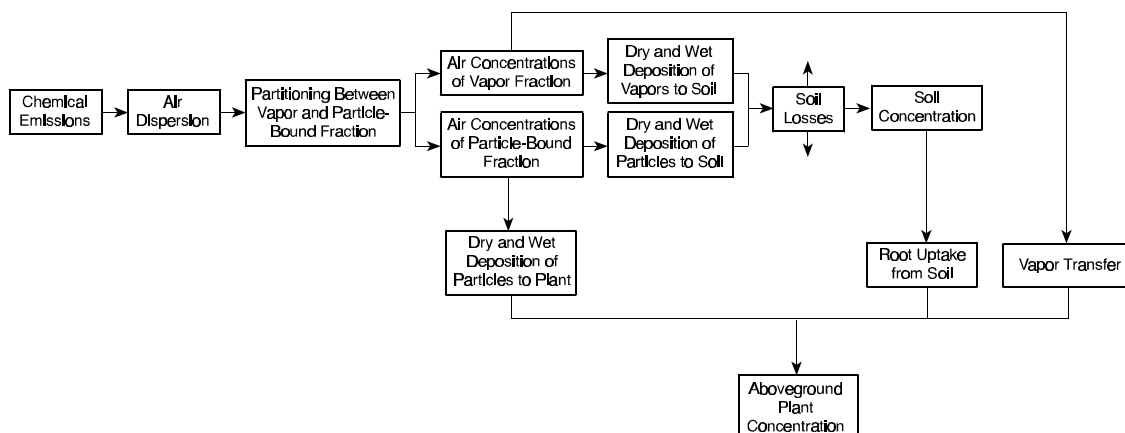 Chemical
Emissions
Air
Dispersion
Partitioning Between
Vapor and Particle-
Bound Fraction
Air Concentrations
of Vapor Fraction
Air Concentrations
of Particle-Bound
Fraction
Dry and Wet
Deposition of
Vapors to Soil
Dry and Wet
Deposition of
Particles to Soil
Soil
Losses
Soil
Concentration
Dry and Wet
Deposition of
Particles to Plant
Root Uptake
from Soil
Vapor Transfer
Aboveground
Plant
Concentration